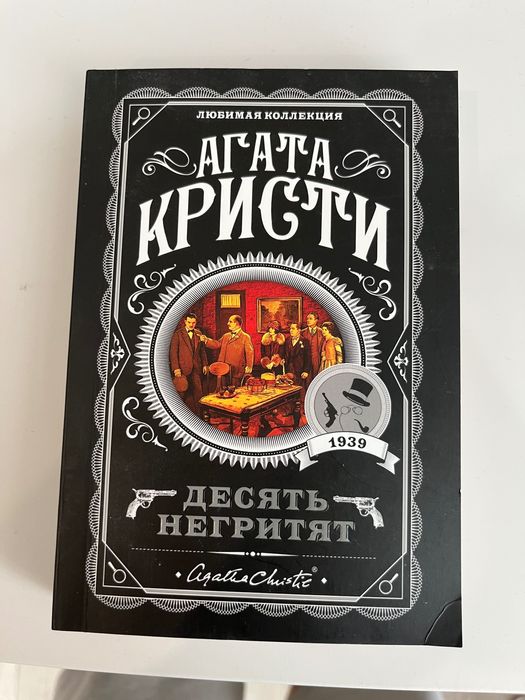 ЛЮБИМАЯ КОЛЛЕКЦИЯ
АГАТА
КРИСТИ
1939
ДЕСЯТЬ
НЕГРИТЯТ
Agatha Christie®